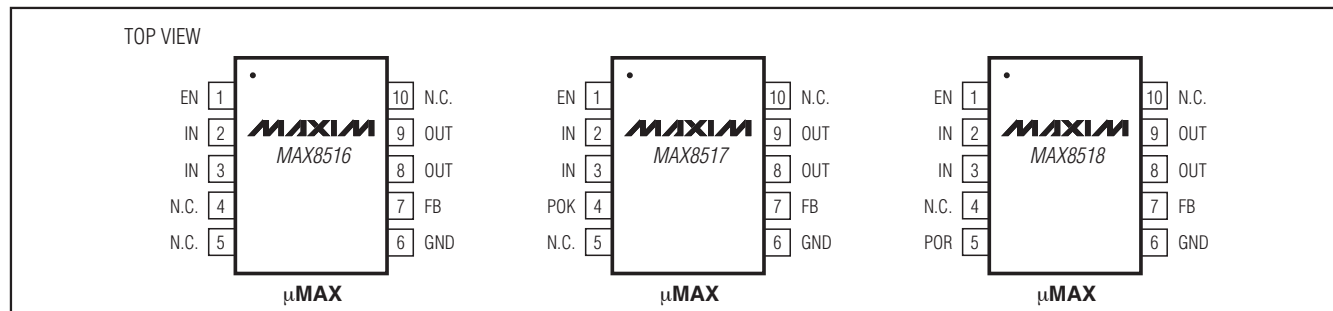 TOP VIEW
EN 1
IN 2
IN 3
N.C. 4
N.C. 5
MAXIM
MAX8516
10 N.C.
9 OUT
8 OUT
7 FB
6 GND
μMAX
EN 1
IN 2
IN 3
POK 4
N.C. 5
MAXIM
MAX8517
10 N.C.
9 OUT
8 OUT
7 FB
6 GND
μMAX
EN 1
IN 2
IN 3
N.C. 4
POR 5
MAXIM
MAX8518
10 N.C.
9 OUT
8 OUT
7 FB
6 GND
μMAX